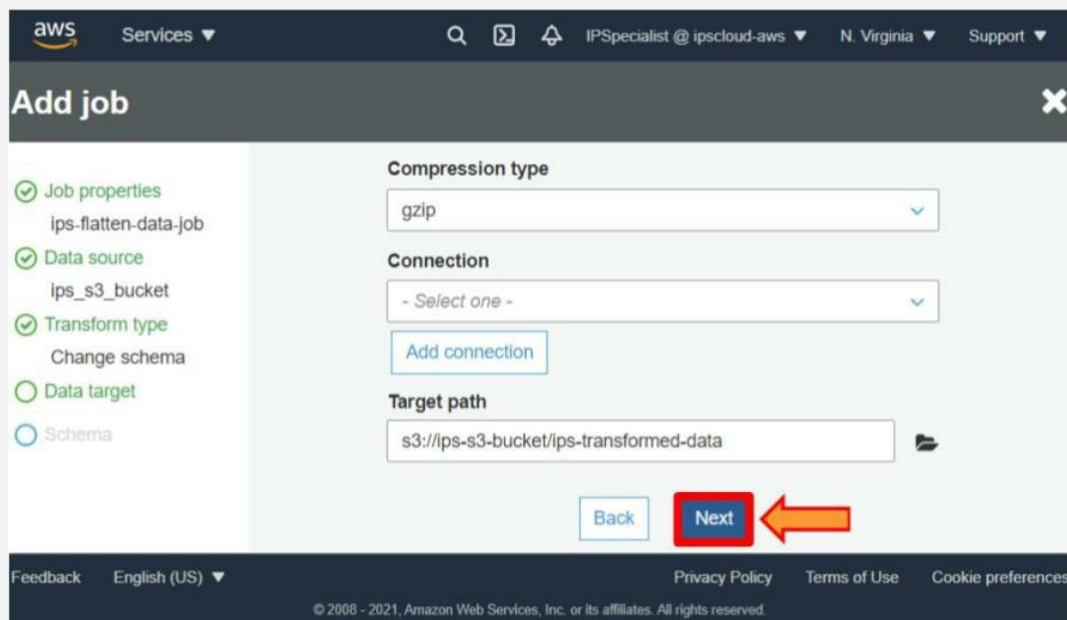 aws Services ▼ IPSpecialist @ ipscloud-aws ▼ N. Virginia ▼ Support ▼
Add job
Job properties
ips-flatten-data-job
Data source
ips_s3_bucket
Transform type
Change schema
Data target
Schema
Compression type
gzip
Connection
- Select one -
Add connection
Target path
s3://ips-s3-bucket/ips-transformed-data
Back Next
Feedback English (US) ▼ Privacy Policy Terms of Use Cookie preferences
© 2008 - 2021, Amazon Web Services, Inc. or its affiliates. All rights reserved.